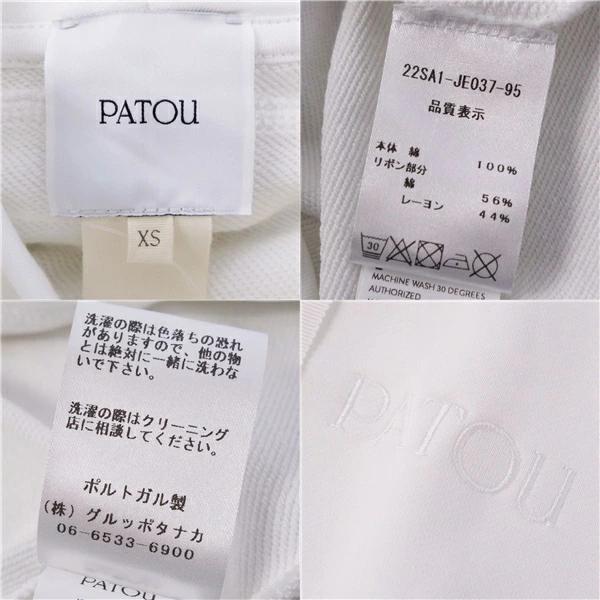 PATOU
XS
22SA1-JE037-95
品質表示
本体 綿 100%
リボン部分
綿 56%
レーヨン 44%
30
MACHINE WASH 30 DEGREES
AUTHORIZED
洗濯の際は色落ちの恐れ
がありますので、他の物
とは絶対に一緒に洗わな
いで下さい。
洗濯の際はクリーニング
店に相談してください。
ポルトガル製
(株) グルッポタナカ
06-6533-6900
PATOU
PATOU